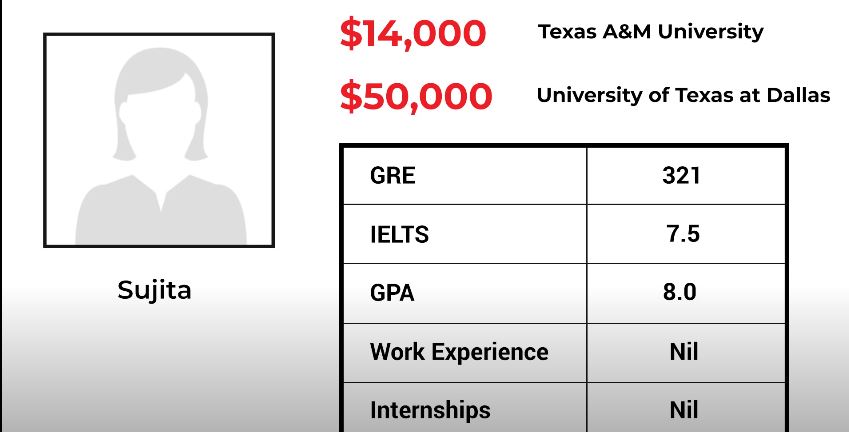 $14,000 Texas A&M University
$50,000 University of Texas at Dallas
Sujita
GRE 321
IELTS 7.5
GPA 8.0
Work Experience Nil
Internships Nil